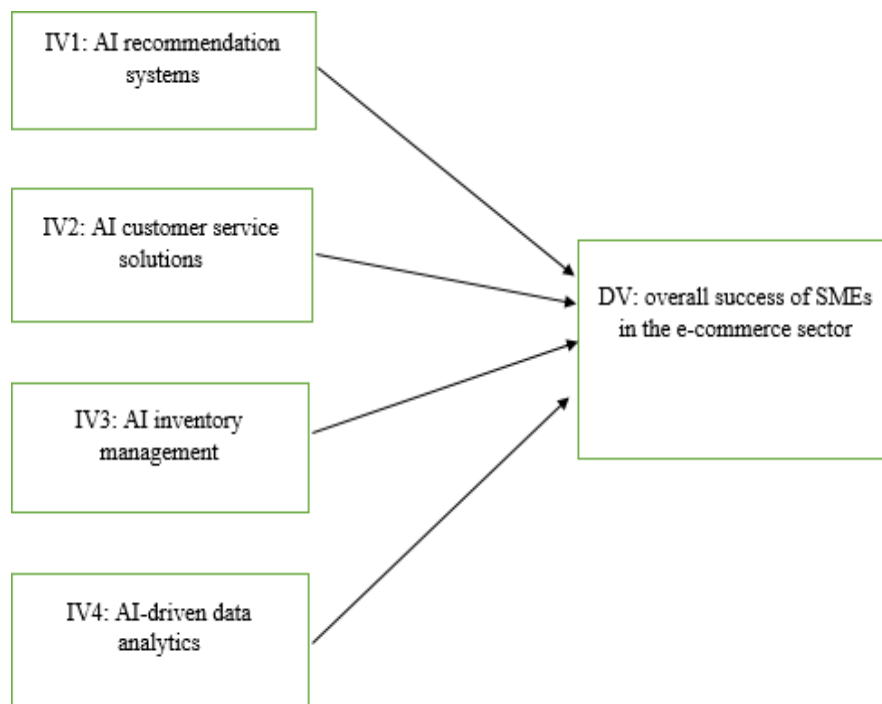 IV1: AI recommendation
systems
IV2: AI customer service
solutions
DV: overall success of SMEs
in the e-commerce sector
IV3: AI inventory
management
IV4: AI-driven data
analytics